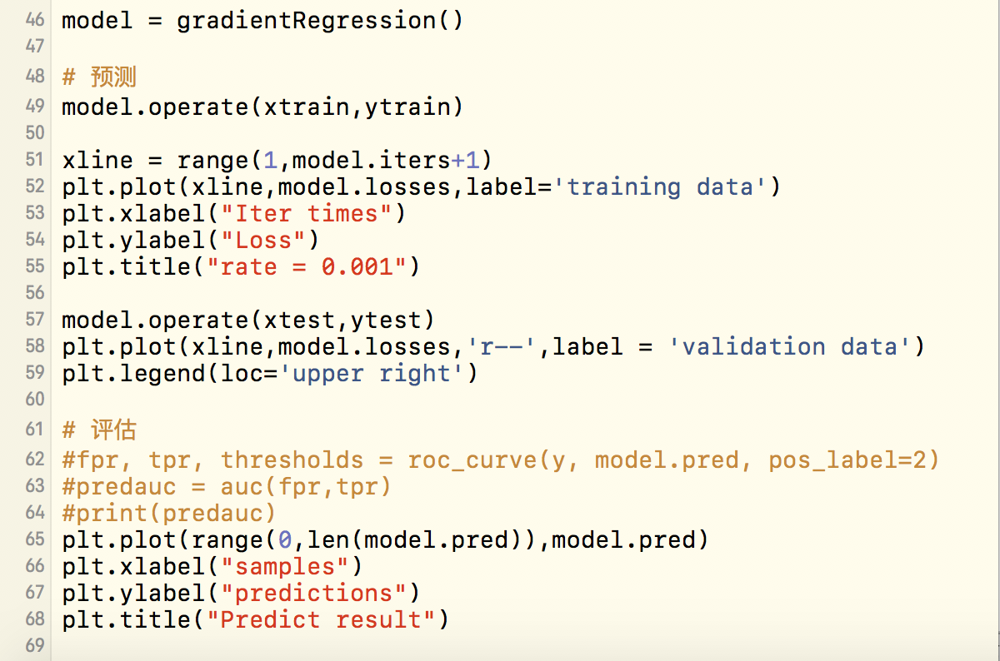 46 model = gradientRegression()
47
48 # 预测
49 model.operate(xtrain,ytrain)
50
51 xline = range(1,model.iters+1)
52 plt.plot(xline,model.losses,label='training data')
53 plt.xlabel("Iter times")
54 plt.ylabel("Loss")
55 plt.title("rate = 0.001")
56
57 model.operate(xtest,ytest)
58 plt.plot(xline,model.losses,'r--',label = 'validation data')
59 plt.legend(loc='upper right')
60
61 # 评估
62 #fpr, tpr, thresholds = roc_curve(y, model.pred, pos_label=2)
63 #predauc = auc(fpr,tpr)
64 #print(predauc)
65 plt.plot(range(0,len(model.pred)),model.pred)
66 plt.xlabel("samples")
67 plt.ylabel("predictions")
68 plt.title("Predict result")
69